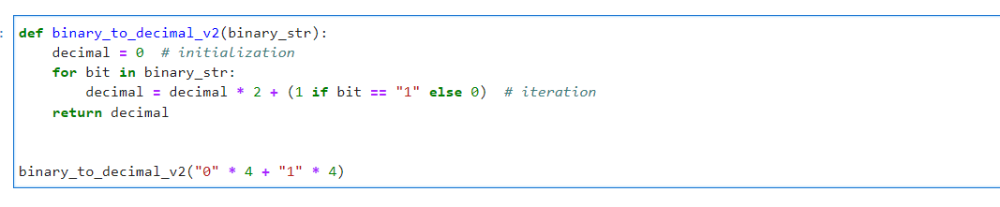 def binary_to_decimal_v2(binary_str):
    decimal = 0  # initialization
    for bit in binary_str:
        decimal = decimal * 2 + (1 if bit == "1" else 0)  # iteration
    return decimal
binary_to_decimal_v2("0" * 4 + "1" * 4)